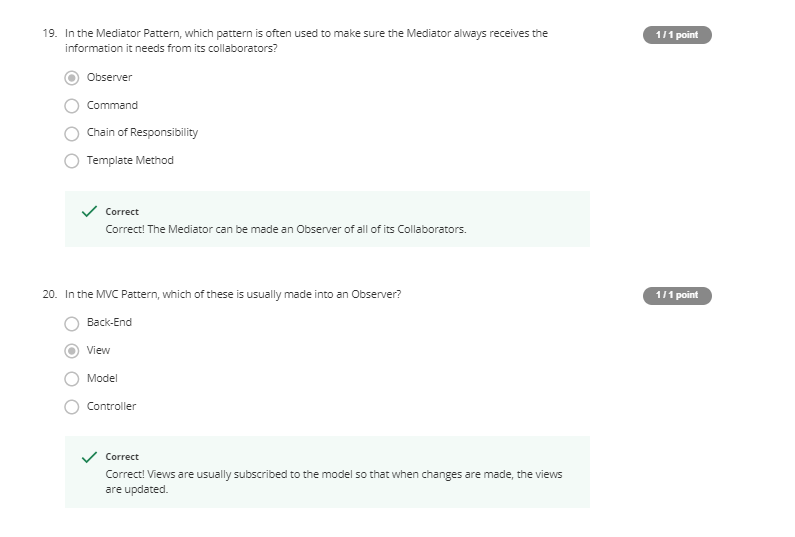 19. In the Mediator Pattern, which pattern is often used to make sure the Mediator always receives the
information it needs from its collaborators?
1 / 1 point
Observer
Command
Chain of Responsibility
Template Method
Correct
Correct! The Mediator can be made an Observer of all of its Collaborators.
20. In the MVC Pattern, which of these is usually made into an Observer?
1 / 1 point
Back-End
View
Model
Controller
Correct
Correct! Views are usually subscribed to the model so that when changes are made, the views
are updated.